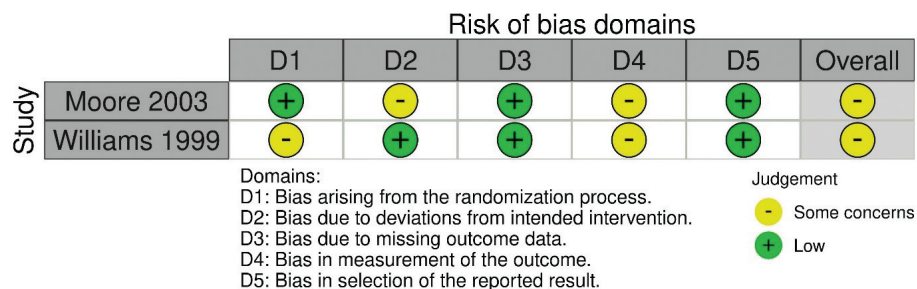 Risk of bias domains
D1 D2 D3 D4 D5 Overall
Study
Moore 2003 + - + - + -
Williams 1999 - + + - + -
Domains:
D1: Bias arising from the randomization process.
D2: Bias due to deviations from intended intervention.
D3: Bias due to missing outcome data.
D4: Bias in measurement of the outcome.
D5: Bias in selection of the reported result.
Judgement
- Some concerns
+ Low